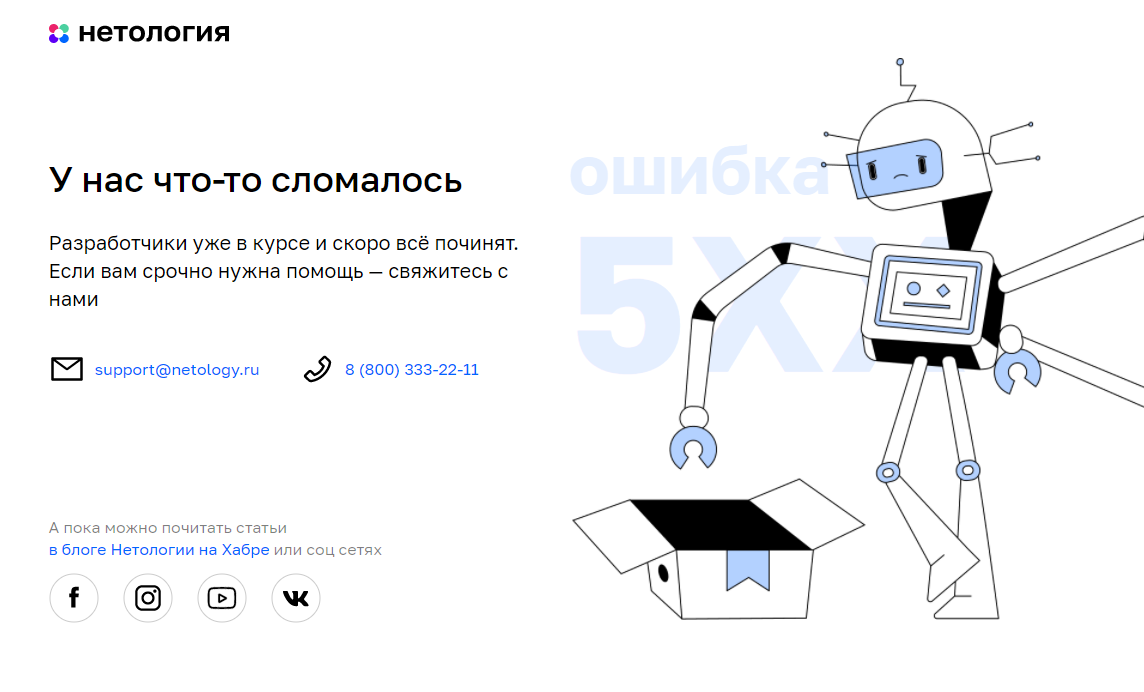 нетология
У нас что-то сломалось
Разработчики уже в курсе и скоро всё починят.
Если вам срочно нужна помощь — свяжитесь с
нами
support@netology.ru
8 (800) 333-22-11
А пока можно почитать статьи
в блоге Нетологии на Хабре или соц сетях
ошибка
5XX